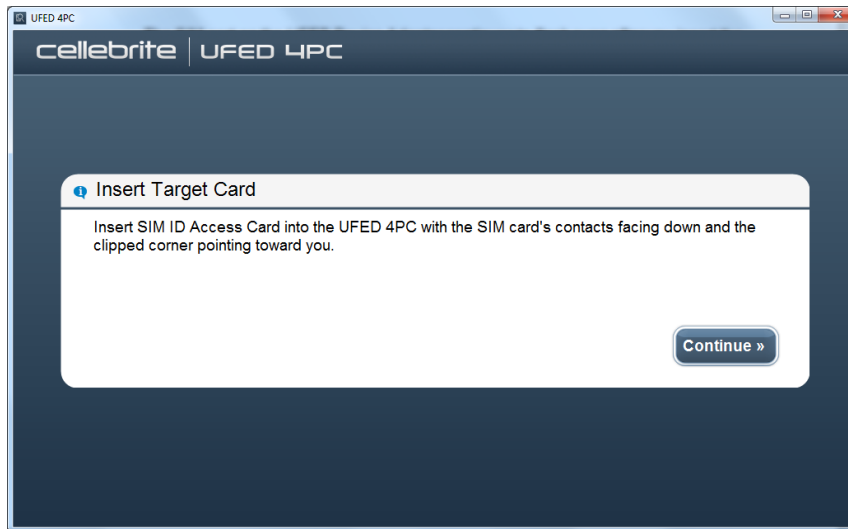 UFED 4PC
cellebrite UFED 4PC
Insert Target Card
Insert SIM ID Access Card into the UFED 4PC with the SIM card's contacts facing down and the
clipped corner pointing toward you.
Continue »